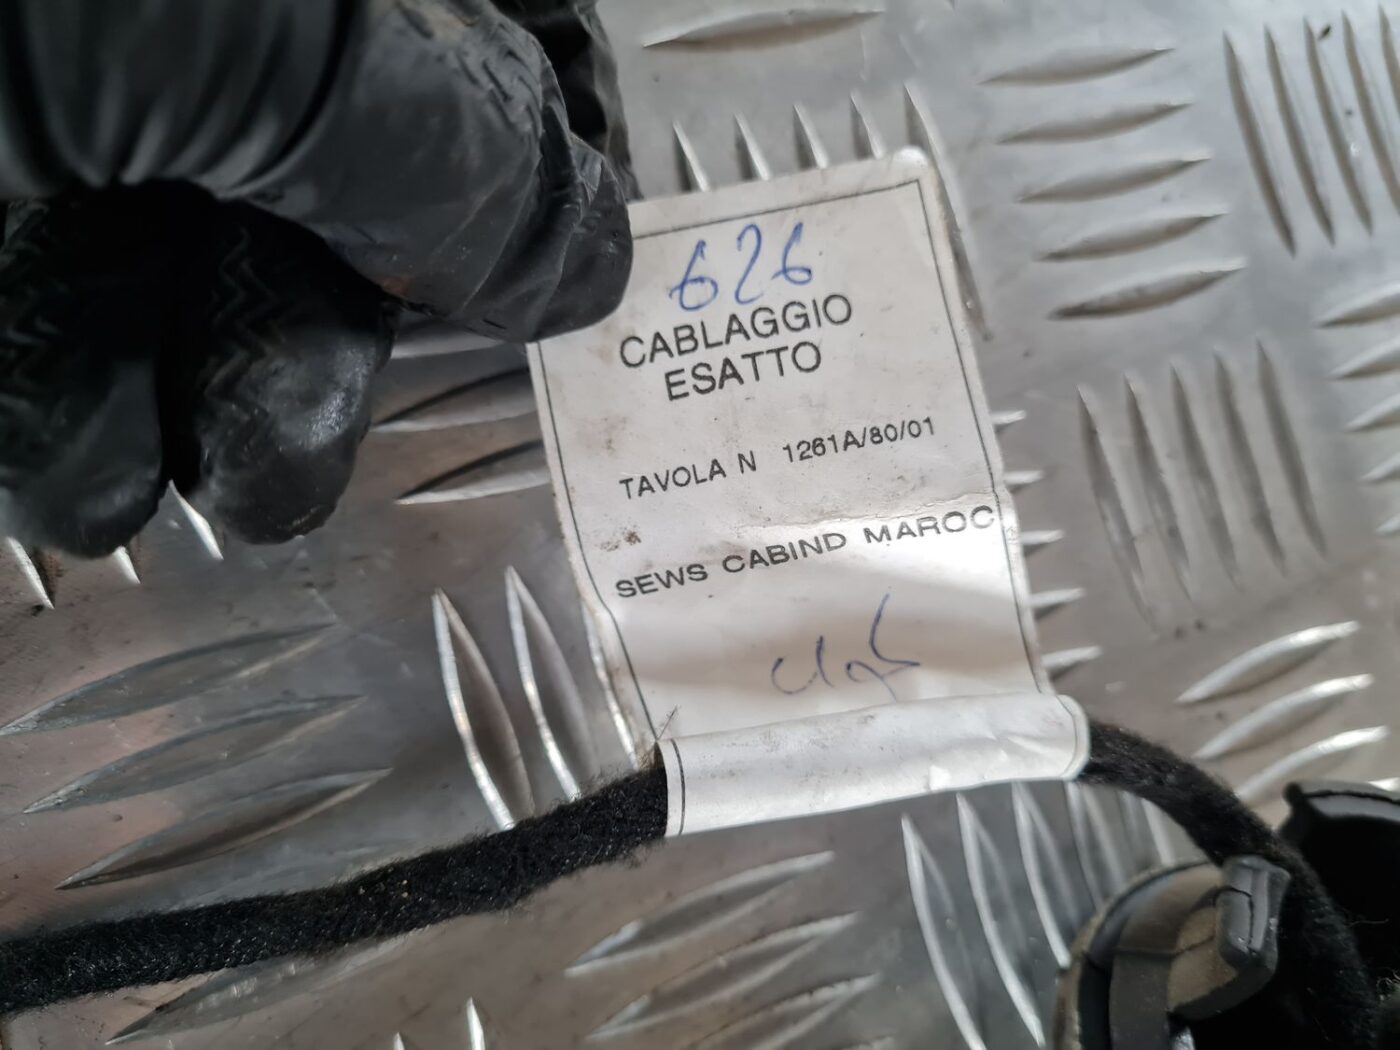 626
CABLAGGIO
ESATTO
TAVOLA N 1261A/80/01
SEWS CABIND MAROC